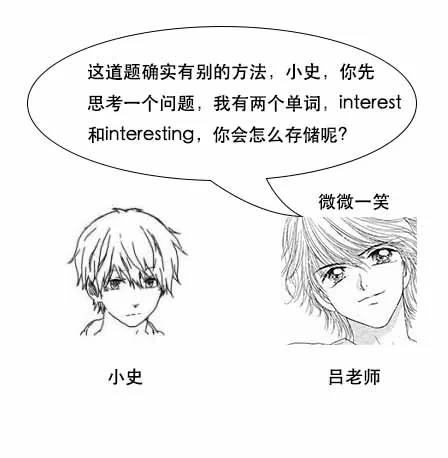 这道题确实有别的方法，小史，你先
思考一个问题，我有两个单词，interest
和interesting，你会怎么存储呢？
微微一笑
小史
吕老师